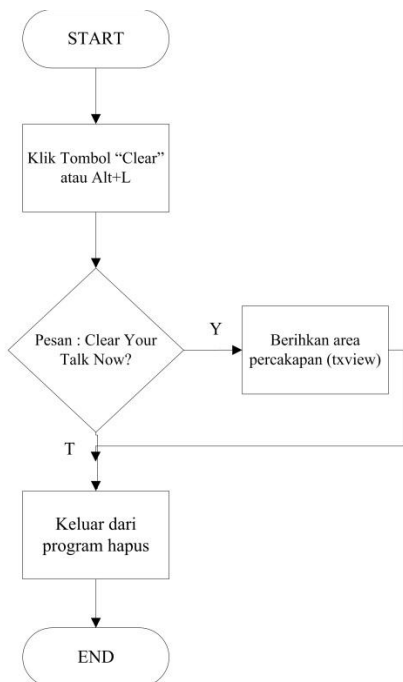 START
Klik Tombol “Clear”
atau Alt+L
Pesan : Clear Your
Talk Now?
Y
Berihkan area
percakapan (txview)
T
Keluar dari
program hapus
END